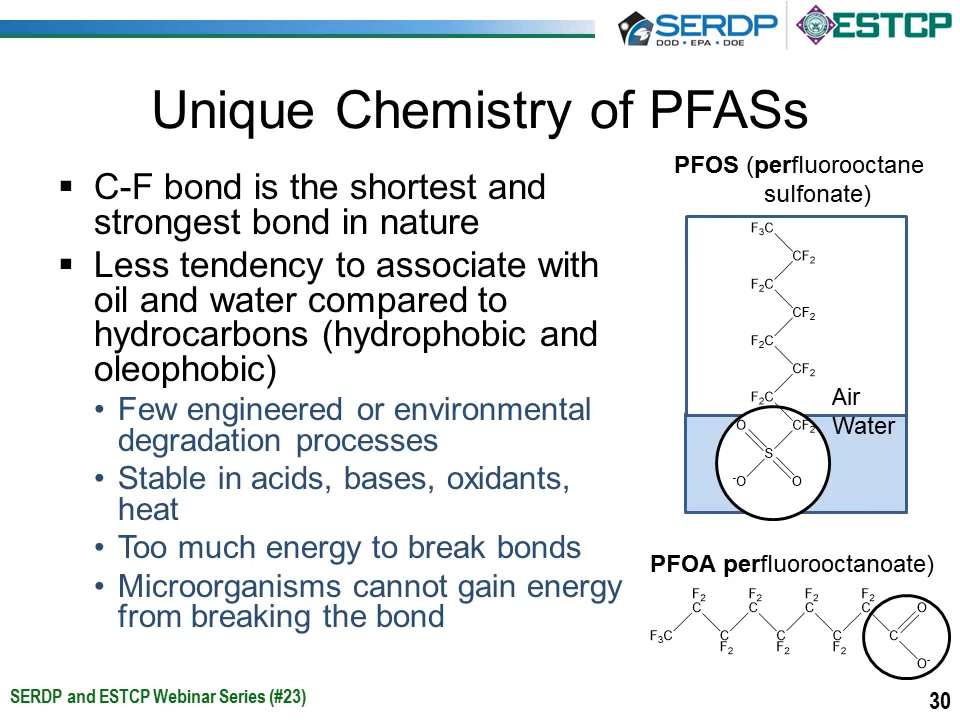 SERDP
DOD • EPA • DOE
ESTCP
Unique Chemistry of PFASs
▪ C-F bond is the shortest and
strongest bond in nature
▪ Less tendency to associate with
oil and water compared to
hydrocarbons (hydrophobic and
oleophobic)
• Few engineered or environmental
degradation processes
• Stable in acids, bases, oxidants,
heat
• Too much energy to break bonds
• Microorganisms cannot gain energy
from breaking the bond
PFOS (perfluorooctane
sulfonate)
F3C
CF2
F2C
CF2
F2C
CF2
F2C
Air
O CF2 Water
S
-O O
PFOA perfluorooctanoate)
F2 F2 F2 F2
C C C C O
F3C C C C C
F2 F2 F2
O-
SERDP and ESTCP Webinar Series (#23)
30